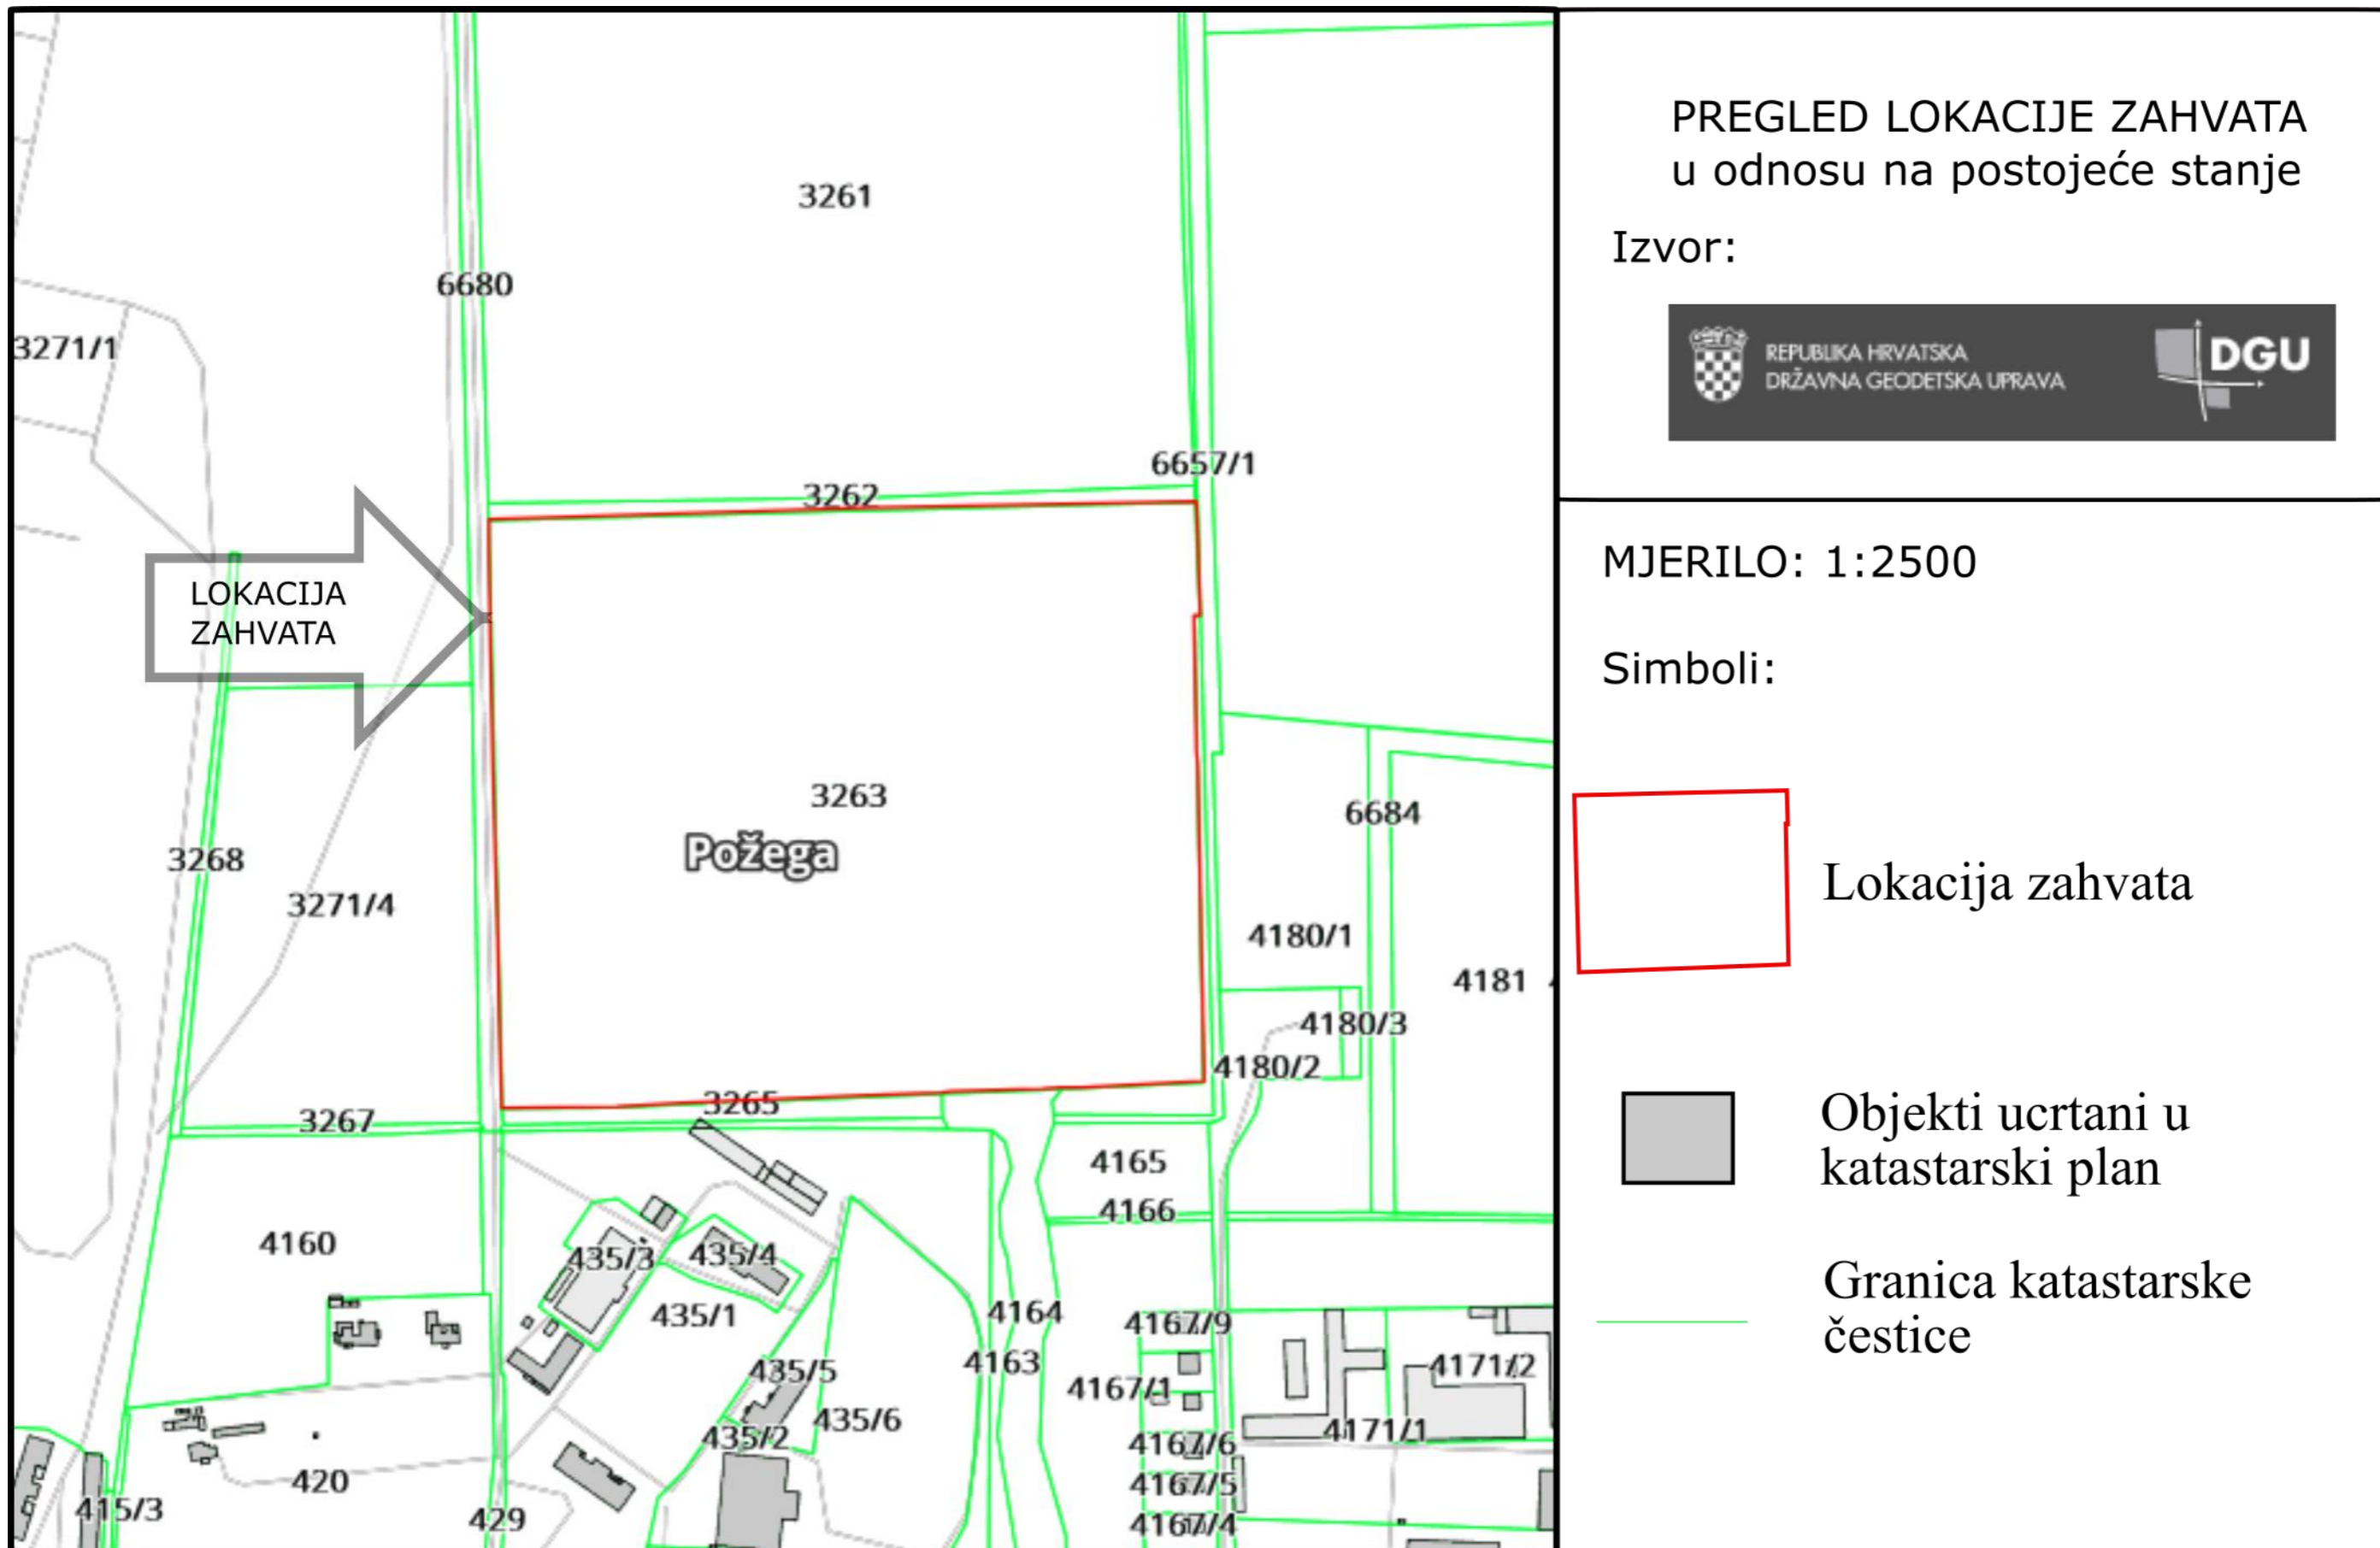 3261
6680
3271/1
6657/1
3262
LOKACIJA
ZAHVATA
3263
Požega
6684
3268
3271/4
4180/1
4181
4180/3
4180/2
3265
3267
4165
4166
4160
435/3
435/4
435/1
4164
4167/9
4163
435/5
4171/2
4167/1
435/6
4171/1
435/2
4167/6
420
4167/5
415/3
429
4167/4
PREGLED LOKACIJE ZAHVATA
u odnosu na postojeće stanje
Izvor:
REPUBLIKA HRVATSKA
DRŽAVNA GEODETSKA UPRAVA
DGU
MJERILO: 1:2500
Simboli:
Lokacija zahvata
Objekti ucrtani u
katastarski plan
Granica katastarske
čestice